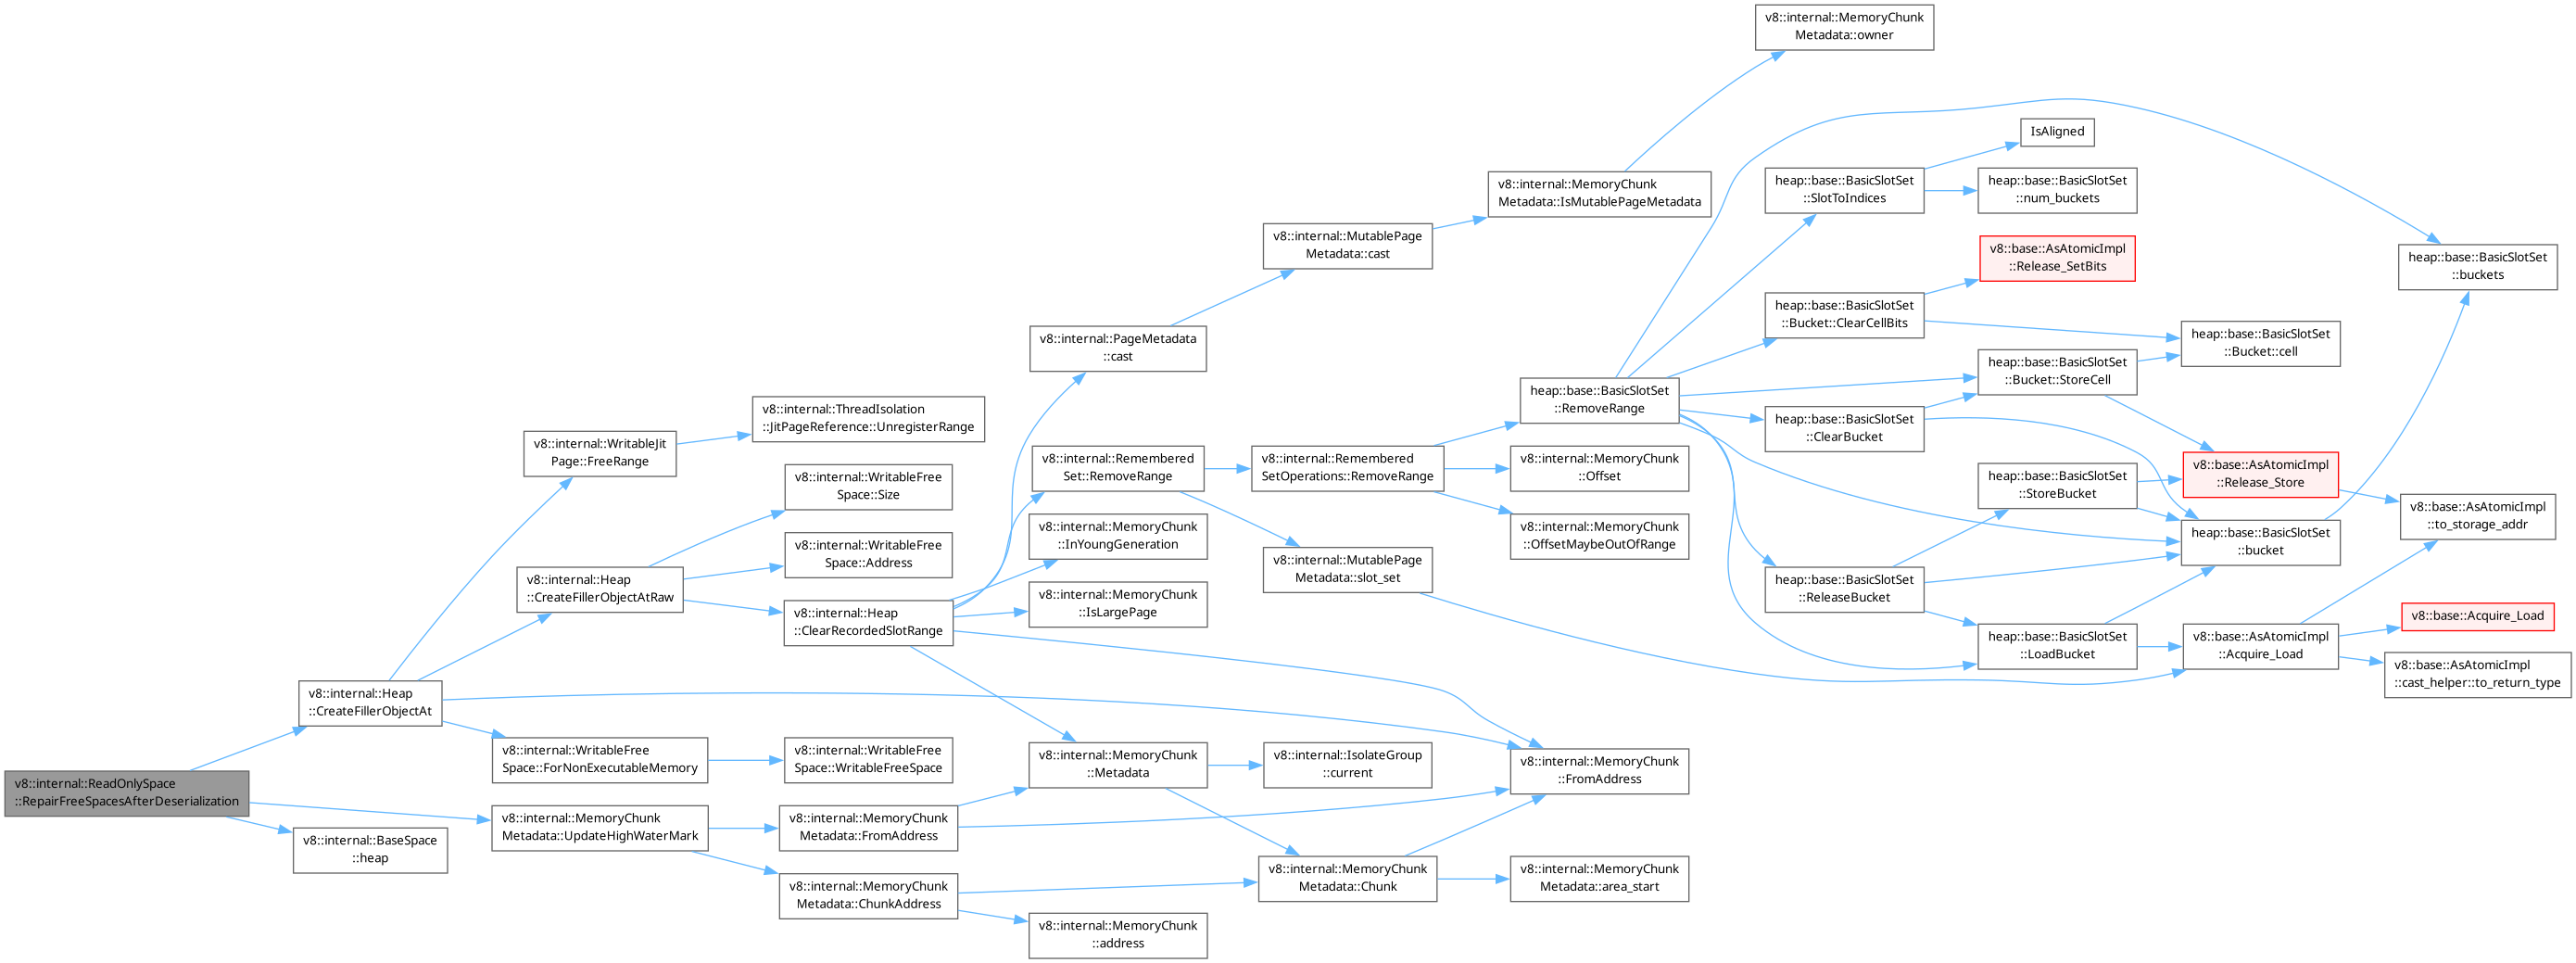 v8::internal::ReadOnlySpace
::RepairFreeSpacesAfterDeserialization
v8::internal::Heap
::CreateFillerObjectAt
v8::internal::BaseSpace
::heap
v8::internal::WritableJit
Page::FreeRange
v8::internal::Heap
::CreateFillerObjectAtRaw
v8::internal::WritableFree
Space::ForNonExecutableMemory
v8::internal::MemoryChunk
Metadata::UpdateHighWaterMark
v8::internal::ThreadIsolation
::JitPageReference::UnregisterRange
v8::internal::WritableFree
Space::Size
v8::internal::WritableFree
Space::Address
v8::internal::Heap
::ClearRecordedSlotRange
v8::internal::WritableFree
Space::WritableFreeSpace
v8::internal::MemoryChunk
Metadata::FromAddress
v8::internal::MemoryChunk
Metadata::ChunkAddress
v8::internal::PageMetadata
::cast
v8::internal::Remembered
Set::RemoveRange
v8::internal::MemoryChunk
::InYoungGeneration
v8::internal::MemoryChunk
::IsLargePage
v8::internal::MemoryChunk
::Metadata
v8::internal::MemoryChunk
::address
v8::internal::MutablePage
Metadata::cast
v8::internal::Remembered
SetOperations::RemoveRange
v8::internal::MutablePage
Metadata::slot_set
v8::internal::IsolateGroup
::current
v8::internal::MemoryChunk
Metadata::Chunk
v8::internal::MemoryChunk
Metadata::IsMutablePageMetadata
heap::base::BasicSlotSet
::RemoveRange
v8::internal::MemoryChunk
::Offset
v8::internal::MemoryChunk
::OffsetMaybeOutOfRange
v8::internal::MemoryChunk
::FromAddress
v8::internal::MemoryChunk
Metadata::area_start
v8::internal::MemoryChunk
Metadata::owner
heap::base::BasicSlotSet
::SlotToIndices
heap::base::BasicSlotSet
::Bucket::ClearCellBits
heap::base::BasicSlotSet
::ClearBucket
heap::base::BasicSlotSet
::ReleaseBucket
IsAligned
heap::base::BasicSlotSet
::num_buckets
v8::base::AsAtomicImpl
::Release_SetBits
heap::base::BasicSlotSet
::Bucket::StoreCell
heap::base::BasicSlotSet
::StoreBucket
heap::base::BasicSlotSet
::LoadBucket
heap::base::BasicSlotSet
::Bucket::cell
v8::base::AsAtomicImpl
::Release_Store
heap::base::BasicSlotSet
::bucket
v8::base::AsAtomicImpl
::Acquire_Load
heap::base::BasicSlotSet
::buckets
v8::base::AsAtomicImpl
::to_storage_addr
v8::base::Acquire_Load
v8::base::AsAtomicImpl
::cast_helper::to_return_type